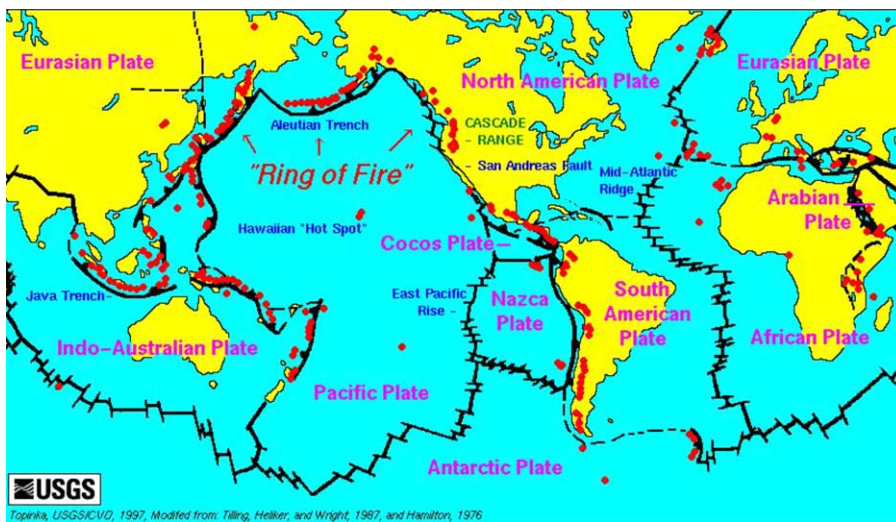 Eurasian Plate
North American Plate
Eurasian Plate
Aleutian Trench
CASCADE
RANGE
"Ring of Fire"
San Andreas Fault
Mid-Atlantic
Ridge
Arabian
Plate
Hawaiian "Hot Spot"
Cocos Plate
Java Trench
East Pacific
Rise
Nazca
Plate
South
American
Plate
African Plate
Indo-Australian Plate
Pacific Plate
Antarctic Plate
USGS
Topinka, USGS/CVO, 1997, Modifed from: Tilling, Heliker, and Wright, 1987, and Hamilton, 1976